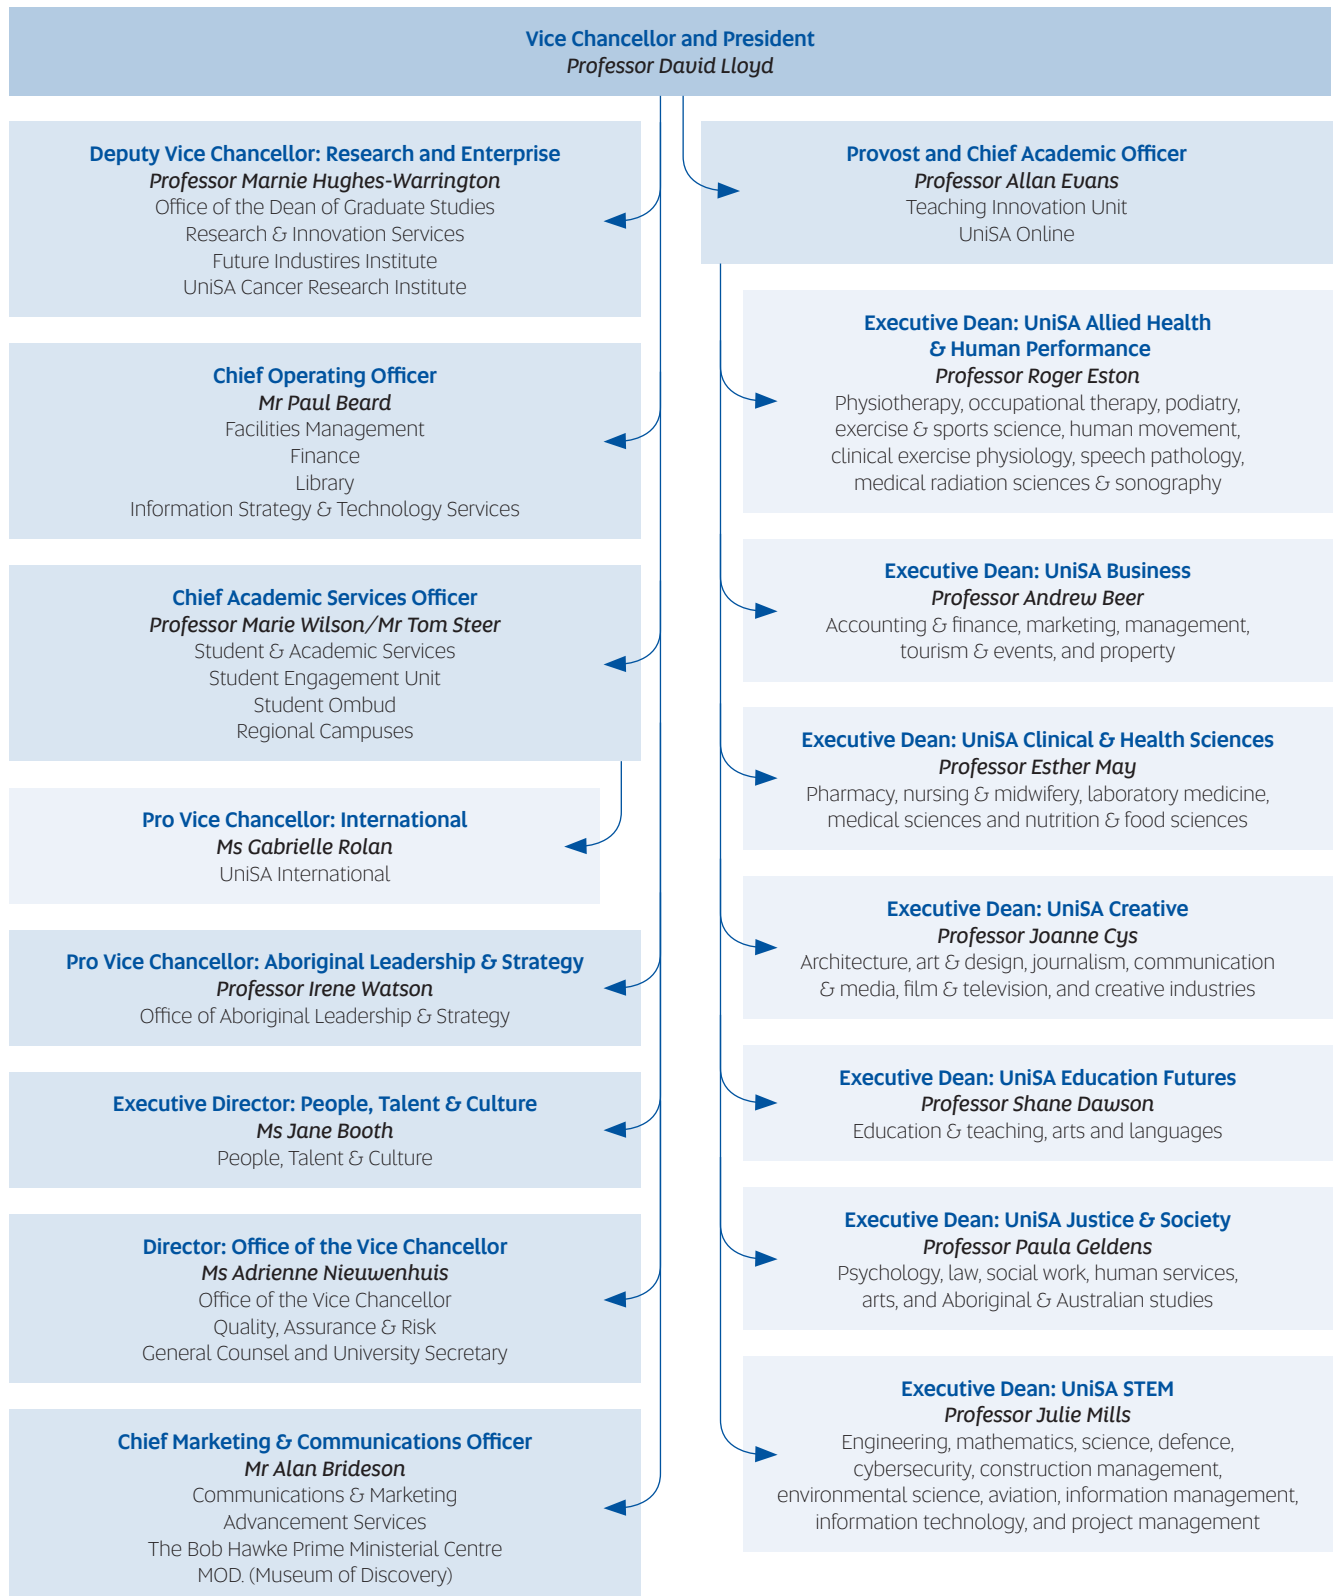 Vice Chancellor and President
Professor David Lloyd
Deputy Vice Chancellor: Research and Enterprise
Professor Marnie Hughes-Warrington
Office of the Dean of Graduate Studies
Research & Innovation Services
Future Industires Institute
UniSA Cancer Research Institute
Chief Operating Officer
Mr Paul Beard
Facilities Management
Finance
Library
Information Strategy & Technology Services
Chief Academic Services Officer
Professor Marie Wilson/Mr Tom Steer
Student & Academic Services
Student Engagement Unit
Student Ombud
Regional Campuses
Pro Vice Chancellor: International
Ms Gabrielle Rolan
UniSA International
Pro Vice Chancellor: Aboriginal Leadership & Strategy
Professor Irene Watson
Office of Aboriginal Leadership & Strategy
Executive Director: People, Talent & Culture
Ms Jane Booth
People, Talent & Culture
Director: Office of the Vice Chancellor
Ms Adrienne Nieuwenhuis
Office of the Vice Chancellor
Quality, Assurance & Risk
General Counsel and University Secretary
Chief Marketing & Communications Officer
Mr Alan Brideson
Communications & Marketing
Advancement Services
The Bob Hawke Prime Ministerial Centre
MOD. (Museum of Discovery)
Provost and Chief Academic Officer
Professor Allan Evans
Teaching Innovation Unit
UniSA Online
Executive Dean: UniSA Allied Health
& Human Performance
Professor Roger Eston
Physiotherapy, occupational therapy, podiatry,
exercise & sports science, human movement,
clinical exercise physiology, speech pathology,
medical radiation sciences & sonography
Executive Dean: UniSA Business
Professor Andrew Beer
Accounting & finance, marketing, management,
tourism & events, and property
Executive Dean: UniSA Clinical & Health Sciences
Professor Esther May
Pharmacy, nursing & midwifery, laboratory medicine,
medical sciences and nutrition & food sciences
Executive Dean: UniSA Creative
Professor Joanne Cys
Architecture, art & design, journalism, communication
& media, film & television, and creative industries
Executive Dean: UniSA Education Futures
Professor Shane Dawson
Education & teaching, arts and languages
Executive Dean: UniSA Justice & Society
Professor Paula Geldens
Psychology, law, social work, human services,
arts, and Aboriginal & Australian studies
Executive Dean: UniSA STEM
Professor Julie Mills
Engineering, mathematics, science, defence,
cybersecurity, construction management,
environmental science, aviation, information management,
information technology, and project management